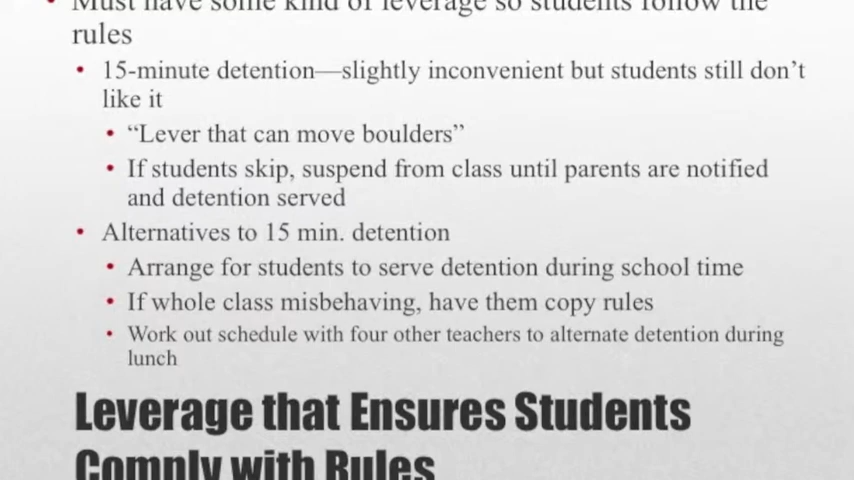 Must have some kind of leverage so students follow the
rules
15-minute detention—slightly inconvenient but students still don't
like it
“Lever that can move boulders”
If students skip, suspend from class until parents are notified
and detention served
Alternatives to 15 min. detention
Arrange for students to serve detention during school time
If whole class misbehaving, have them copy rules
Work out schedule with four other teachers to alternate detention during
lunch
Leverage that Ensures Students
Comply with Rules